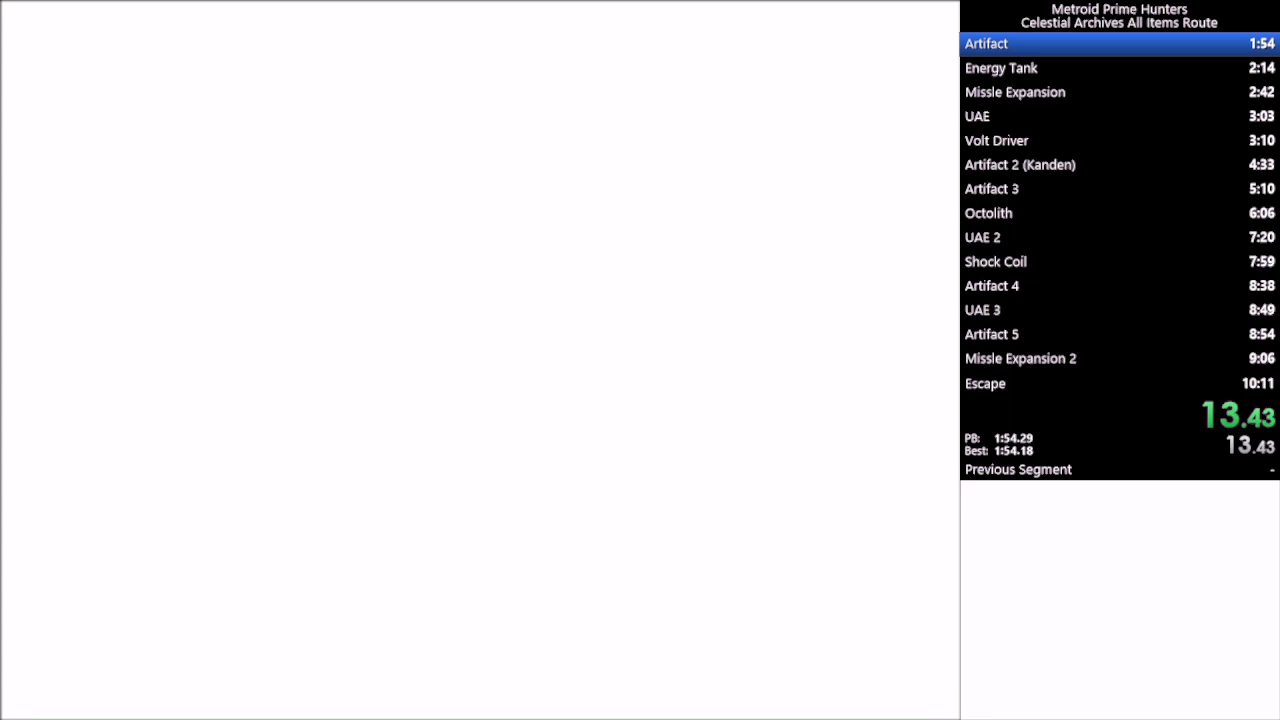 Metroid Prime Hunters
Celestial Archives All Items Route
Artifact 1:54
Energy Tank 2:14
Missle Expansion 2:42
UAE 3:03
Volt Driver 3:10
Artifact 2 (Kanden) 4:33
Artifact 3 5:10
Octolith 6:06
UAE 2 7:20
Shock Coil 7:59
Artifact 4 8:38
UAE 3 8:49
Artifact 5 8:54
Missle Expansion 2 9:06
Escape 10:11
13.43
PB: 1:54.29
Best: 1:54.18
13.43
Previous Segment -